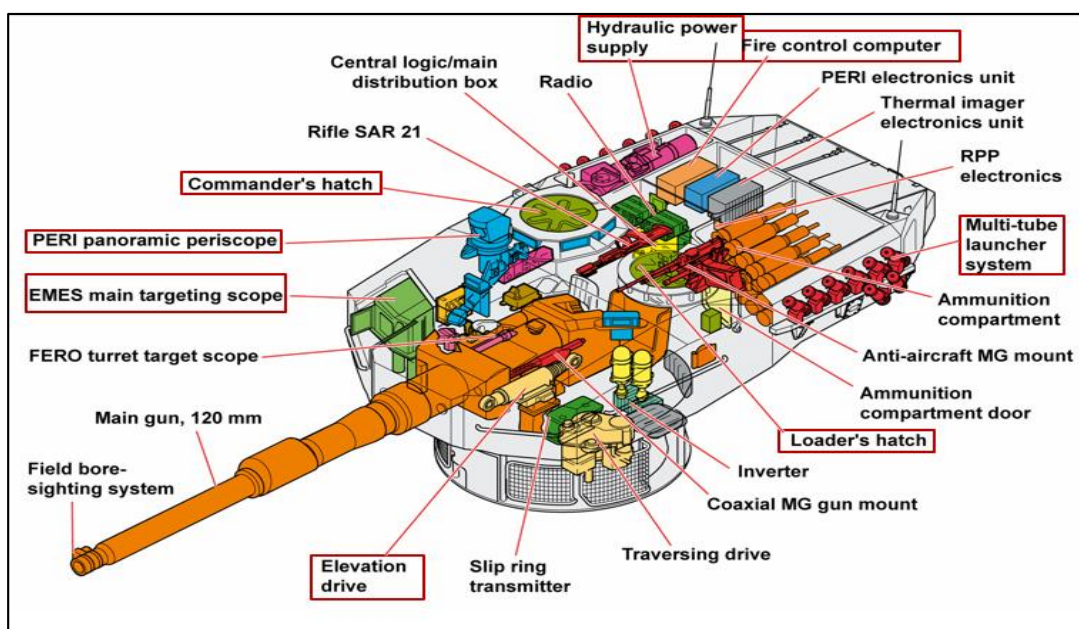 Hydraulic power
supply
Fire control computer
Central logic/main
distribution box
Radio
PERI electronics unit
Thermal imager
electronics unit
Rifle SAR 21
RPP
electronics
Commander's hatch
PERI panoramic periscope
Multi-tube
launcher
system
EMES main targeting scope
Ammunition
compartment
FERO turret target scope
Anti-aircraft MG mount
Main gun, 120 mm
Ammunition
compartment door
Loader's hatch
Field bore-
sighting system
Inverter
Coaxial MG gun mount
Elevation
drive
Slip ring
transmitter
Traversing drive